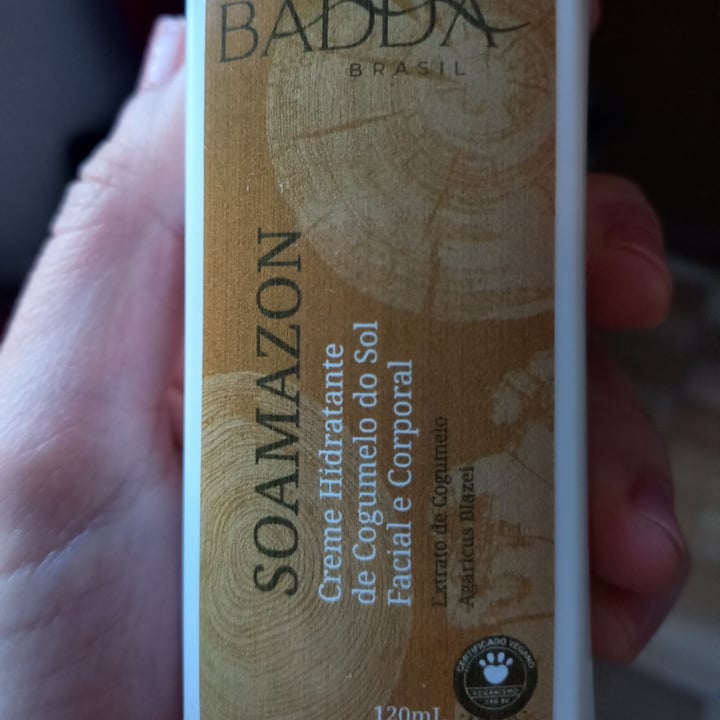 BADDA
BRASIL
SOAMAZON
Creme Hidratante
de Cogumelo do Sol
Facial e Corporal
Extrato de Cogumelo
Agaricus Blazei
CERTIFICADO VEGANO
VEGANISMO
120mL